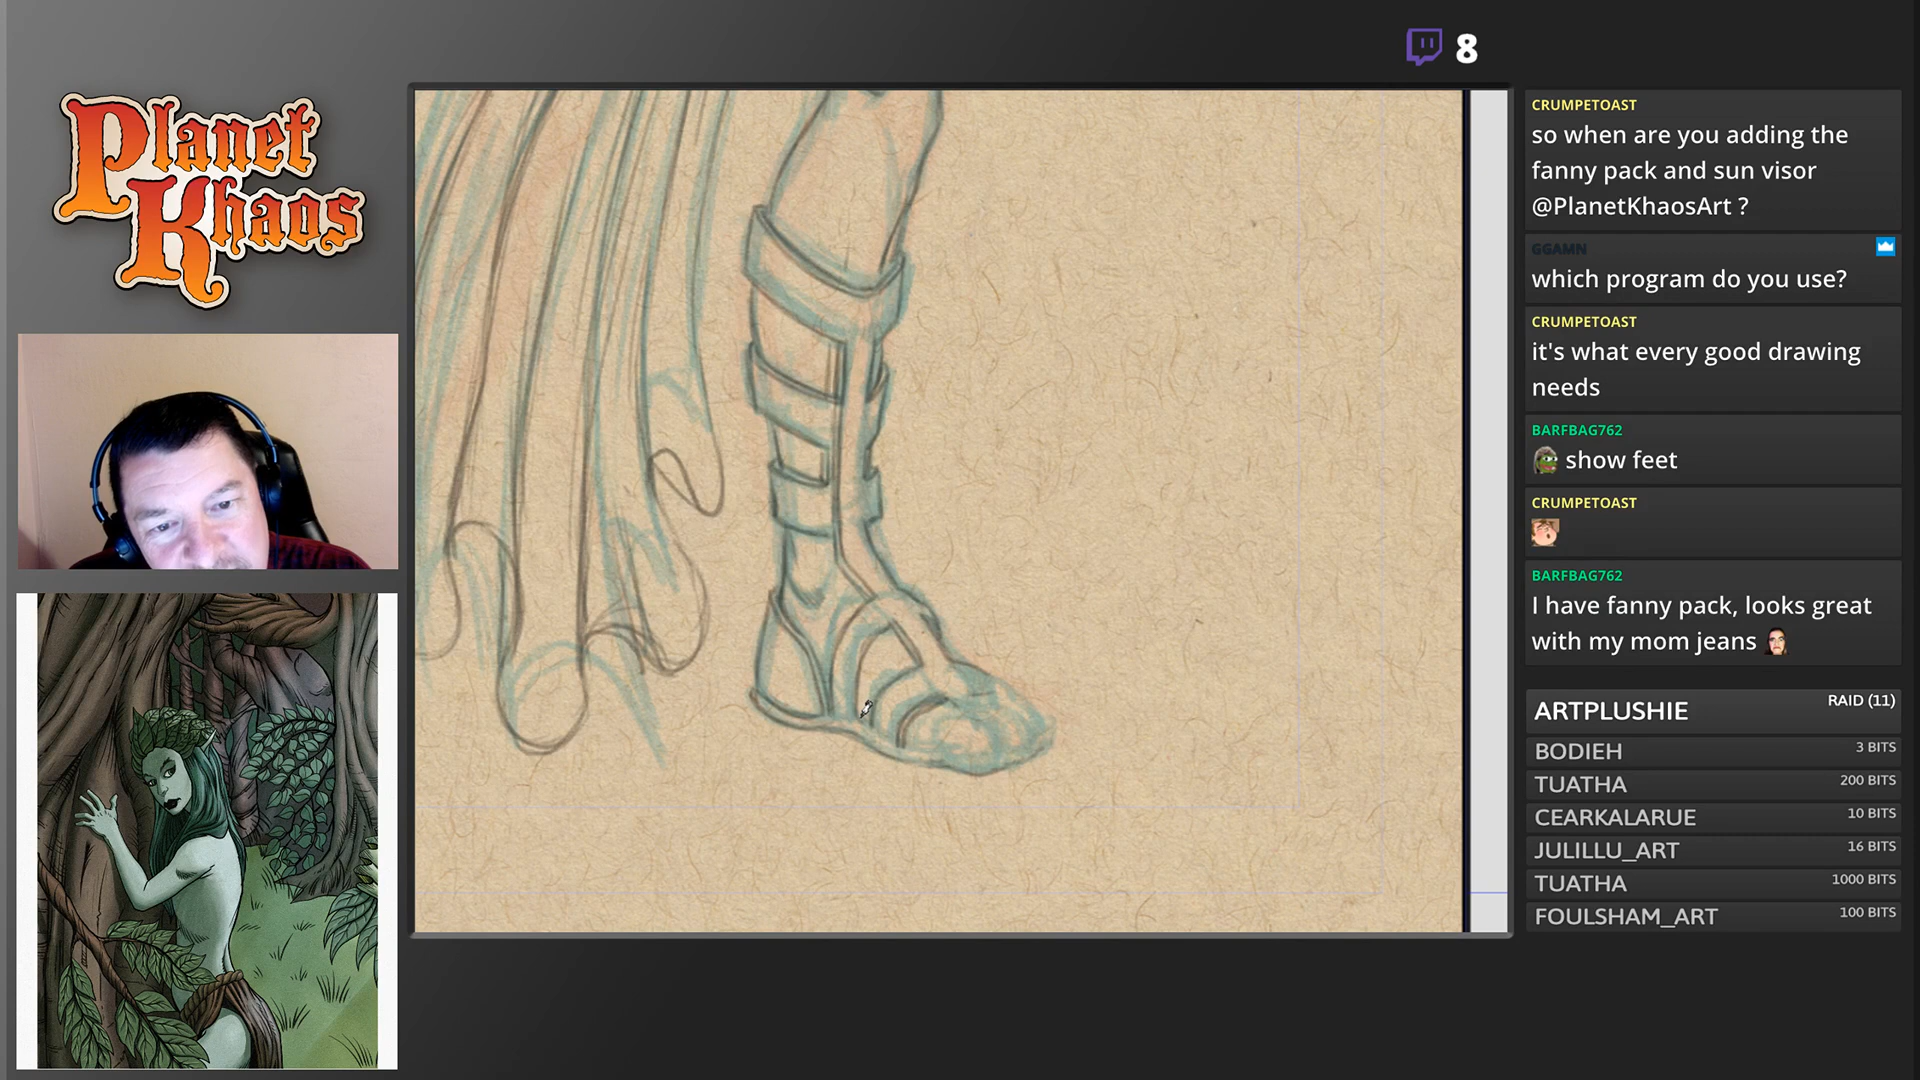 8
Planet
Khaos
CRUMPETOAST
so when are you adding the
fanny pack and sun visor
@PlanetKhaosArt ?
GGAMN
which program do you use?
CRUMPETOAST
it's what every good drawing
needs
BARFBAG762
show feet
CRUMPETOAST
BARFBAG762
I have fanny pack, looks great
with my mom jeans
ARTPLUSHIE RAID (11)
BODIEH 3 BITS
TUATHA 200 BITS
CEARKALARUE 10 BITS
JULILLU_ART 16 BITS
TUATHA 1000 BITS
FOULSHAM_ART 100 BITS